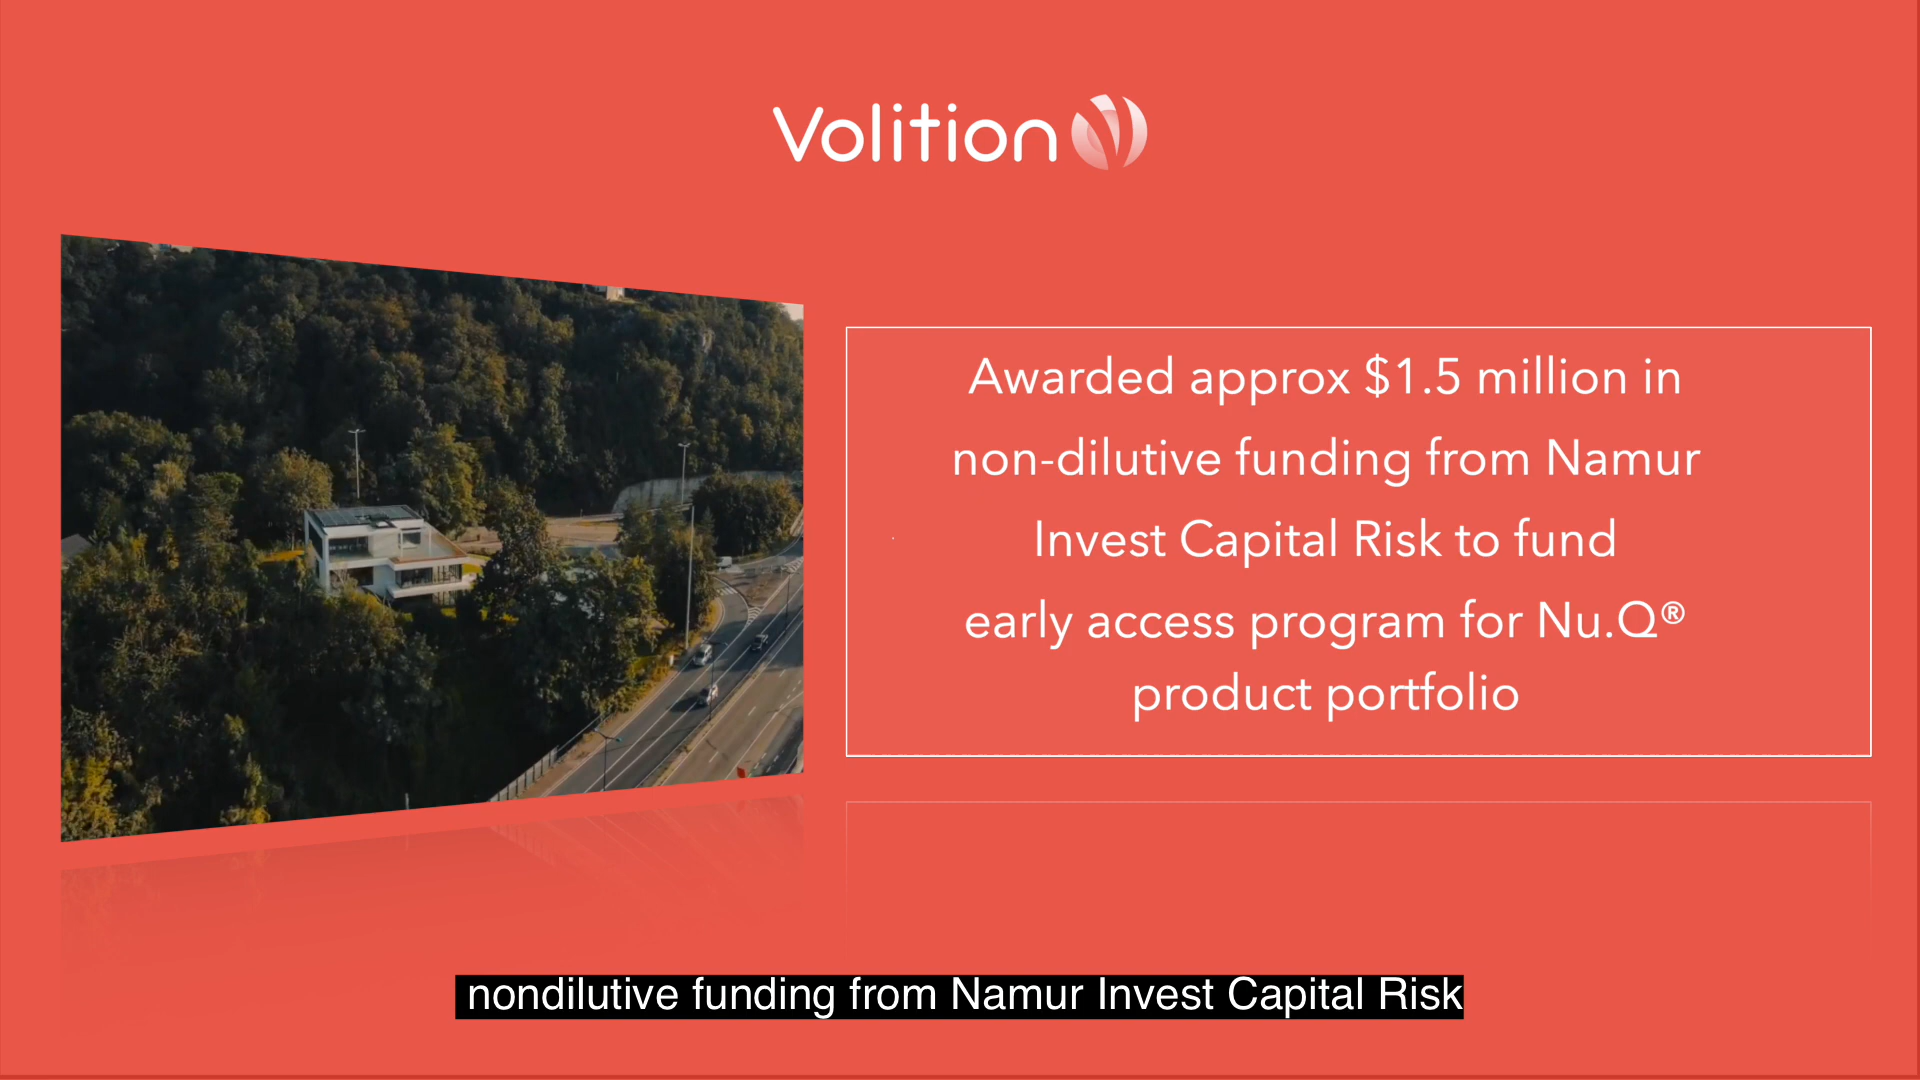 Volition
Awarded approx $1.5 million in
non-dilutive funding from Namur
Invest Capital Risk to fund
early access program for Nu.Q®
product portfolio
nondilutive funding from Namur Invest Capital Risk